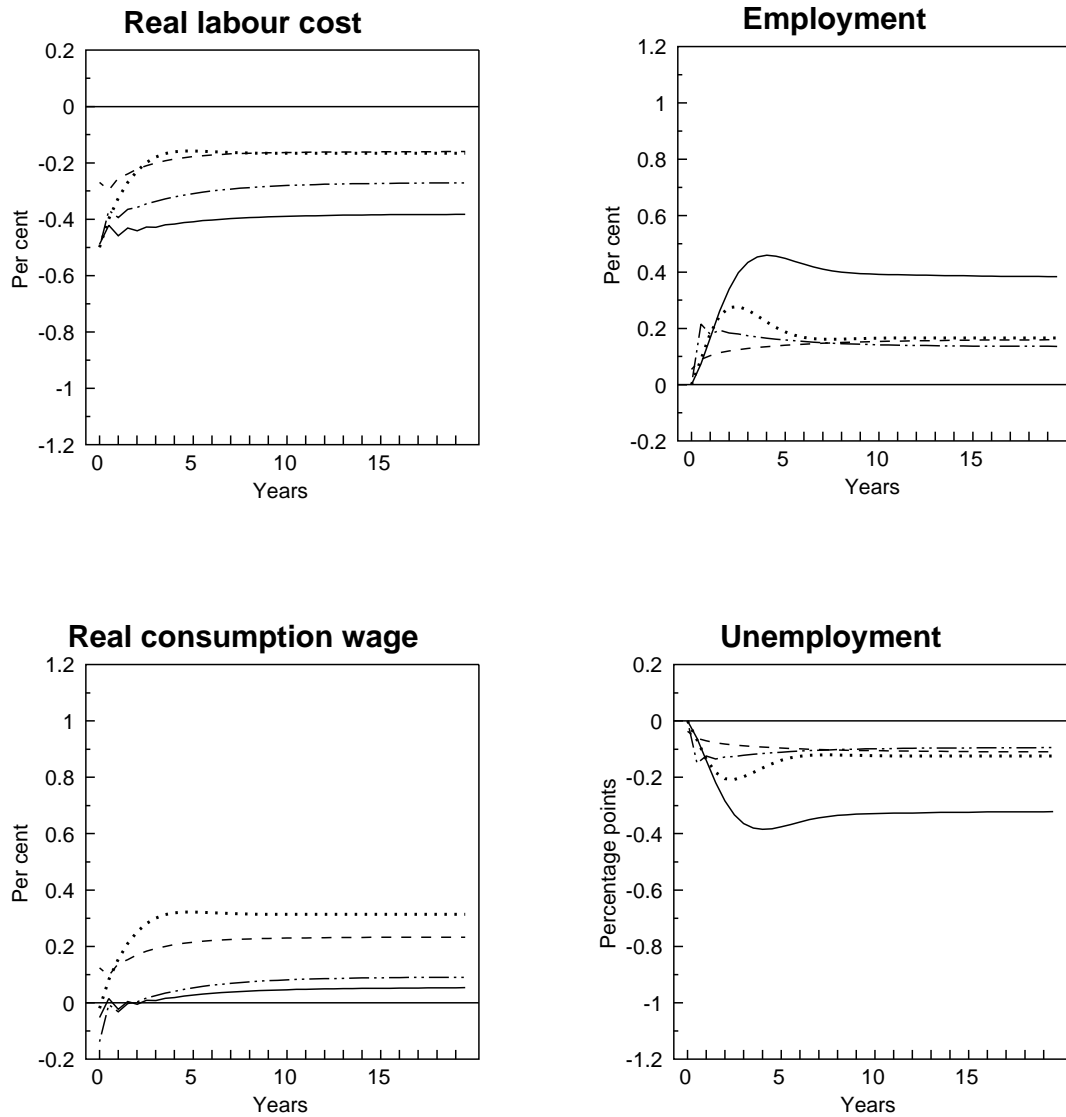 Real labour cost
0.2
0
-0.2
-0.4
-0.6
-0.8
-1
-1.2
Per cent
0 5 10 15
Years
Employment
1.2
1
0.8
0.6
0.4
0.2
0
-0.2
Per cent
0 5 10 15
Years
Real consumption wage
1.2
1
0.8
0.6
0.4
0.2
0
-0.2
Per cent
0 5 10 15
Years
Unemployment
0.2
0
-0.2
-0.4
-0.6
-0.8
-1
-1.2
Percentage points
0 5 10 15
Years